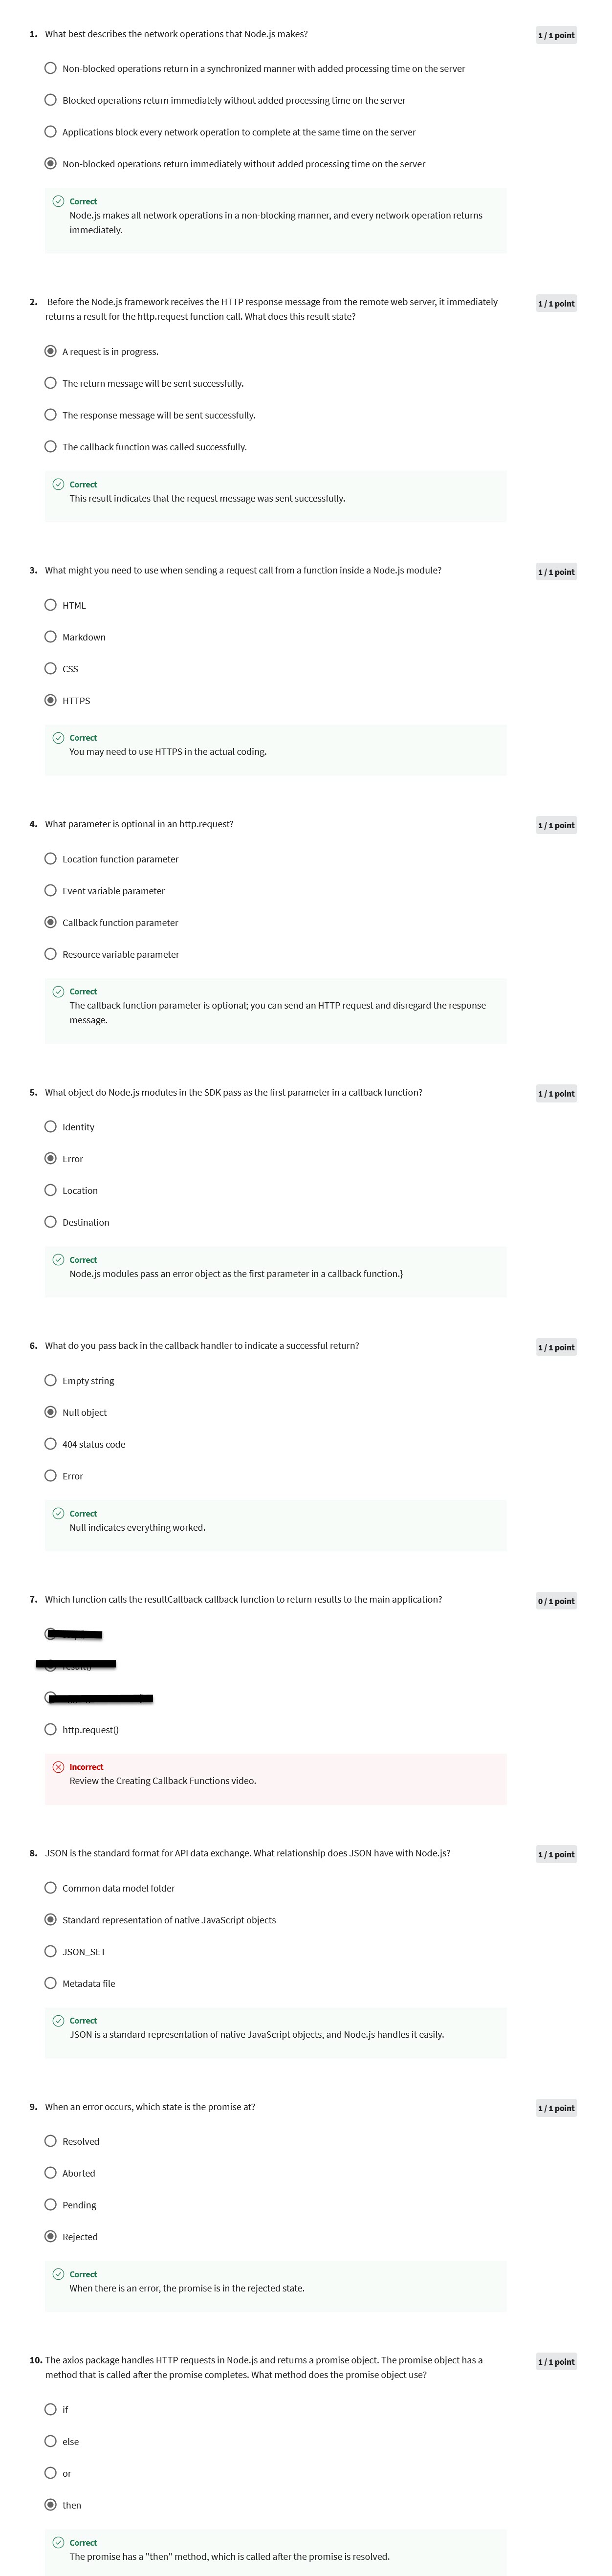 1. What best describes the network operations that Node.js makes?
1 / 1 point
Non-blocked operations return in a synchronized manner with added processing time on the server
Blocked operations return immediately without added processing time on the server
Applications block every network operation to complete at the same time on the server
Non-blocked operations return immediately without added processing time on the server
Correct
Node.js makes all network operations in a non-blocking manner, and every network operation returns
immediately.
2. Before the Node.js framework receives the HTTP response message from the remote web server, it immediately
returns a result for the http.request function call. What does this result state?
1 / 1 point
A request is in progress.
The return message will be sent successfully.
The response message will be sent successfully.
The callback function was called successfully.
Correct
This result indicates that the request message was sent successfully.
3. What might you need to use when sending a request call from a function inside a Node.js module?
1 / 1 point
HTML
Markdown
CSS
HTTPS
Correct
You may need to use HTTPS in the actual coding.
4. What parameter is optional in an http.request?
1 / 1 point
Location function parameter
Event variable parameter
Callback function parameter
Resource variable parameter
Correct
The callback function parameter is optional; you can send an HTTP request and disregard the response
message.
5. What object do Node.js modules in the SDK pass as the first parameter in a callback function?
1 / 1 point
Identity
Error
Location
Destination
Correct
Node.js modules pass an error object as the first parameter in a callback function.}
6. What do you pass back in the callback handler to indicate a successful return?
1 / 1 point
Empty string
Null object
404 status code
Error
Correct
Null indicates everything worked.
7. Which function calls the resultCallback callback function to return results to the main application?
0 / 1 point
http.request()
Incorrect
Review the Creating Callback Functions video.
8. JSON is the standard format for API data exchange. What relationship does JSON have with Node.js?
1 / 1 point
Common data model folder
Standard representation of native JavaScript objects
JSON_SET
Metadata file
Correct
JSON is a standard representation of native JavaScript objects, and Node.js handles it easily.
9. When an error occurs, which state is the promise at?
1 / 1 point
Resolved
Aborted
Pending
Rejected
Correct
When there is an error, the promise is in the rejected state.
10. The axios package handles HTTP requests in Node.js and returns a promise object. The promise object has a
method that is called after the promise completes. What method does the promise object use?
1 / 1 point
if
else
or
then
Correct
The promise has a "then" method, which is called after the promise is resolved.